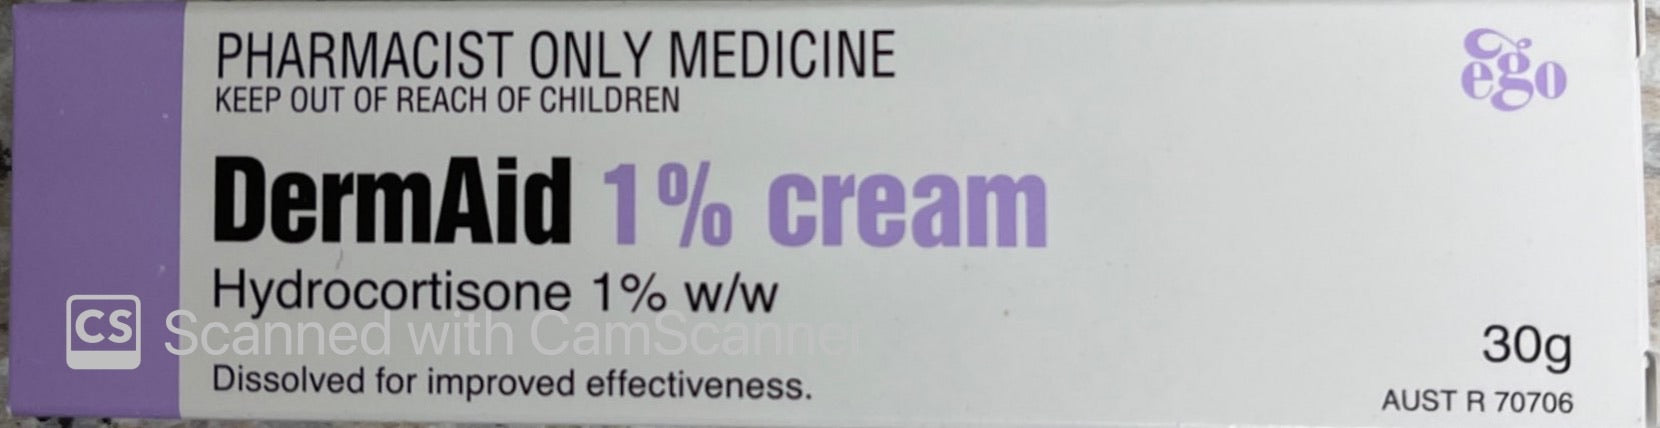 PHARMACIST ONLY MEDICINE
KEEP OUT OF REACH OF CHILDREN
ego
DermAid 1% cream
Hydrocortisone 1% w/w
CS Scanned with CamScanner
Dissolved for improved effectiveness.
30g
AUST R 70706